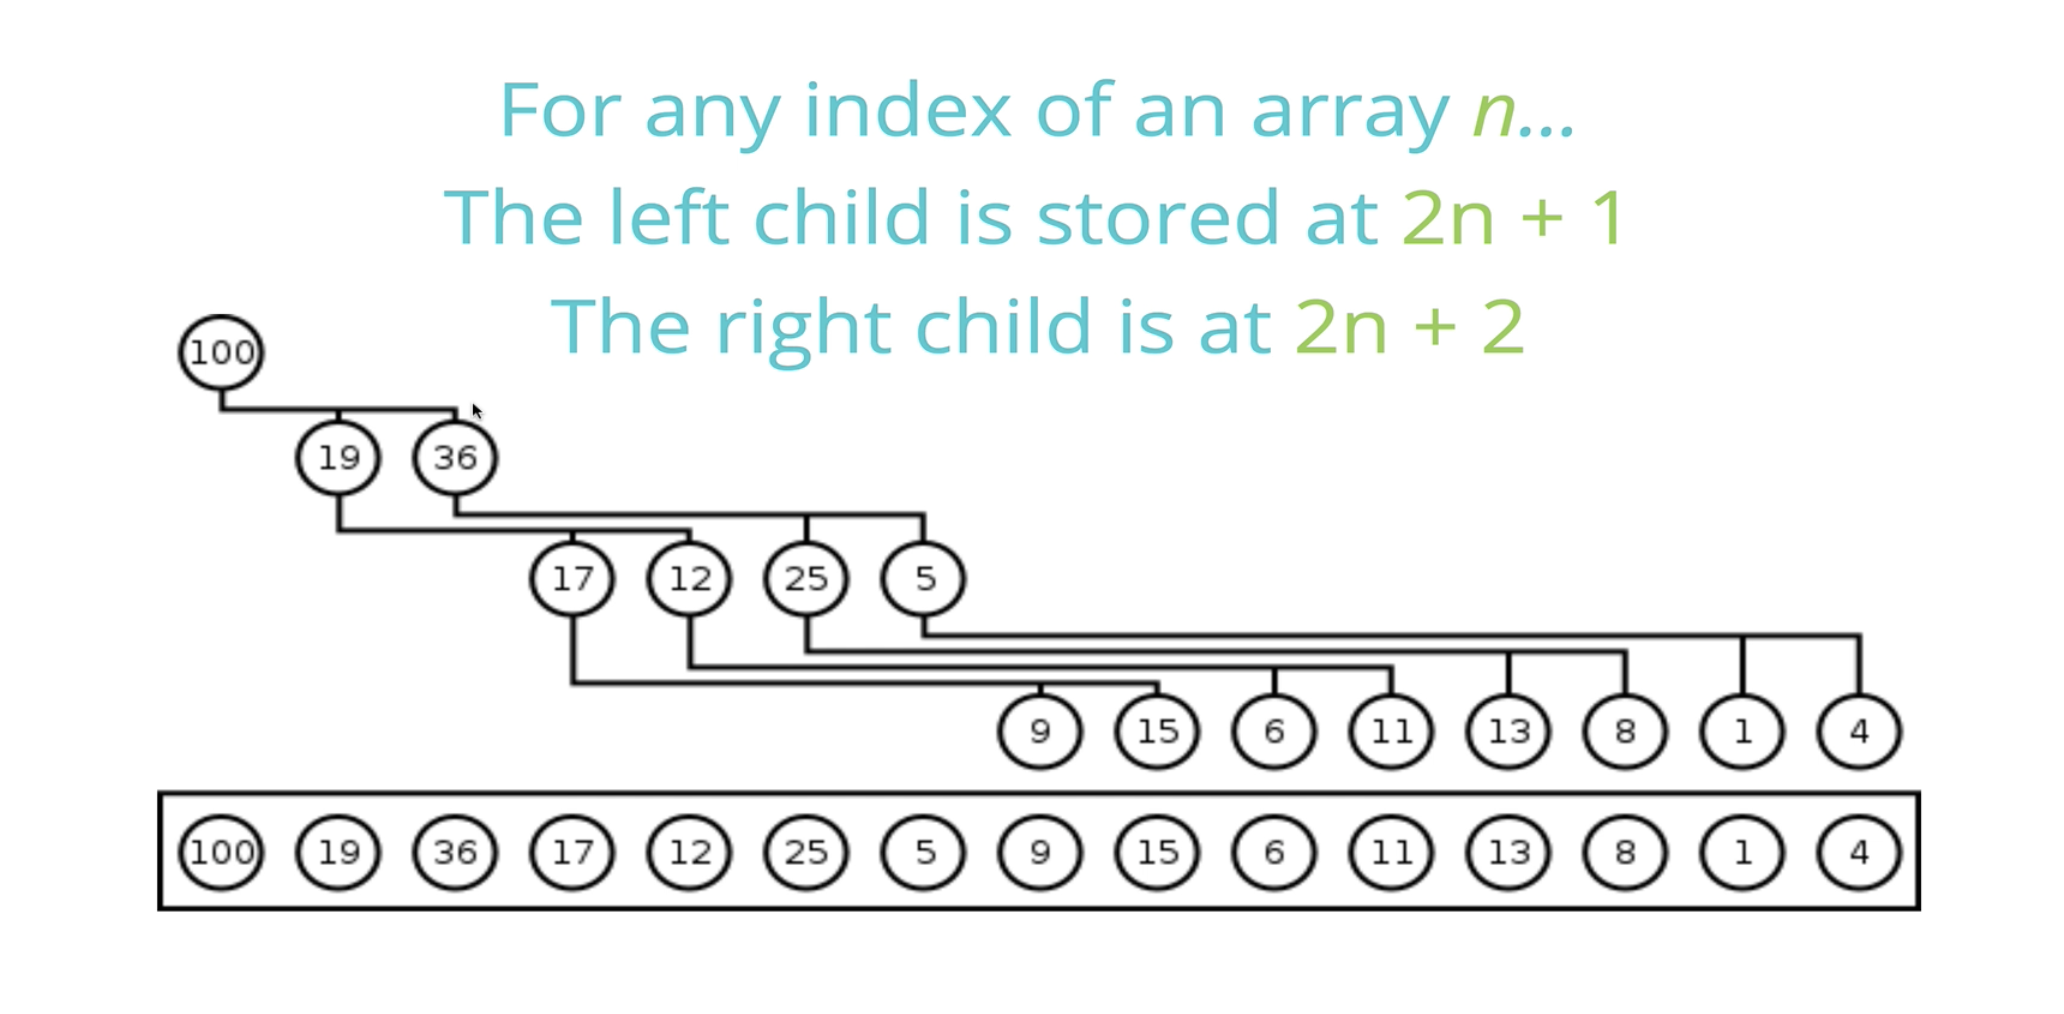 For any index of an array n...
The left child is stored at 2n + 1
The right child is at 2n + 2
100
19 36
17 12 25 5
9 15 6 11 13 8 1 4
100 19 36 17 12 25 5 9 15 6 11 13 8 1 4